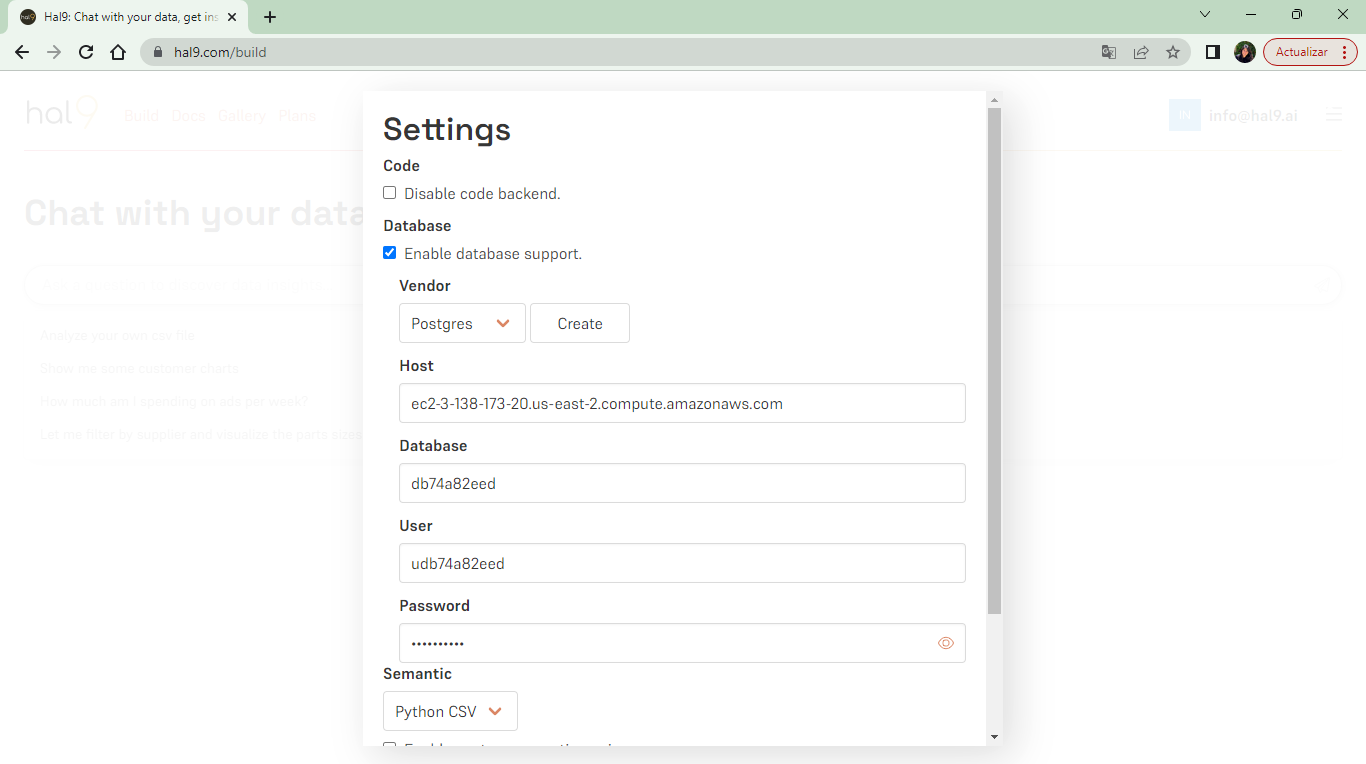 Hal9: Chat with your data, get ins
hal9.com/build
Actualizar
hal9
Build Docs Gallery Plans
IN
info@hal9.ai
Chat with your data
Analyze your own csv file
Show me some customer charts
How much am I spending on ads per week?
Let me filter by supplier and visualize the parts sizes
Settings
Code
Disable code backend.
Database
Enable database support.
Vendor
Postgres
Create
Host
ec2-3-138-173-20.us-east-2.compute.amazonaws.com
Database
db74a82eed
User
udb74a82eed
Password
••••••••••
Semantic
Python CSV